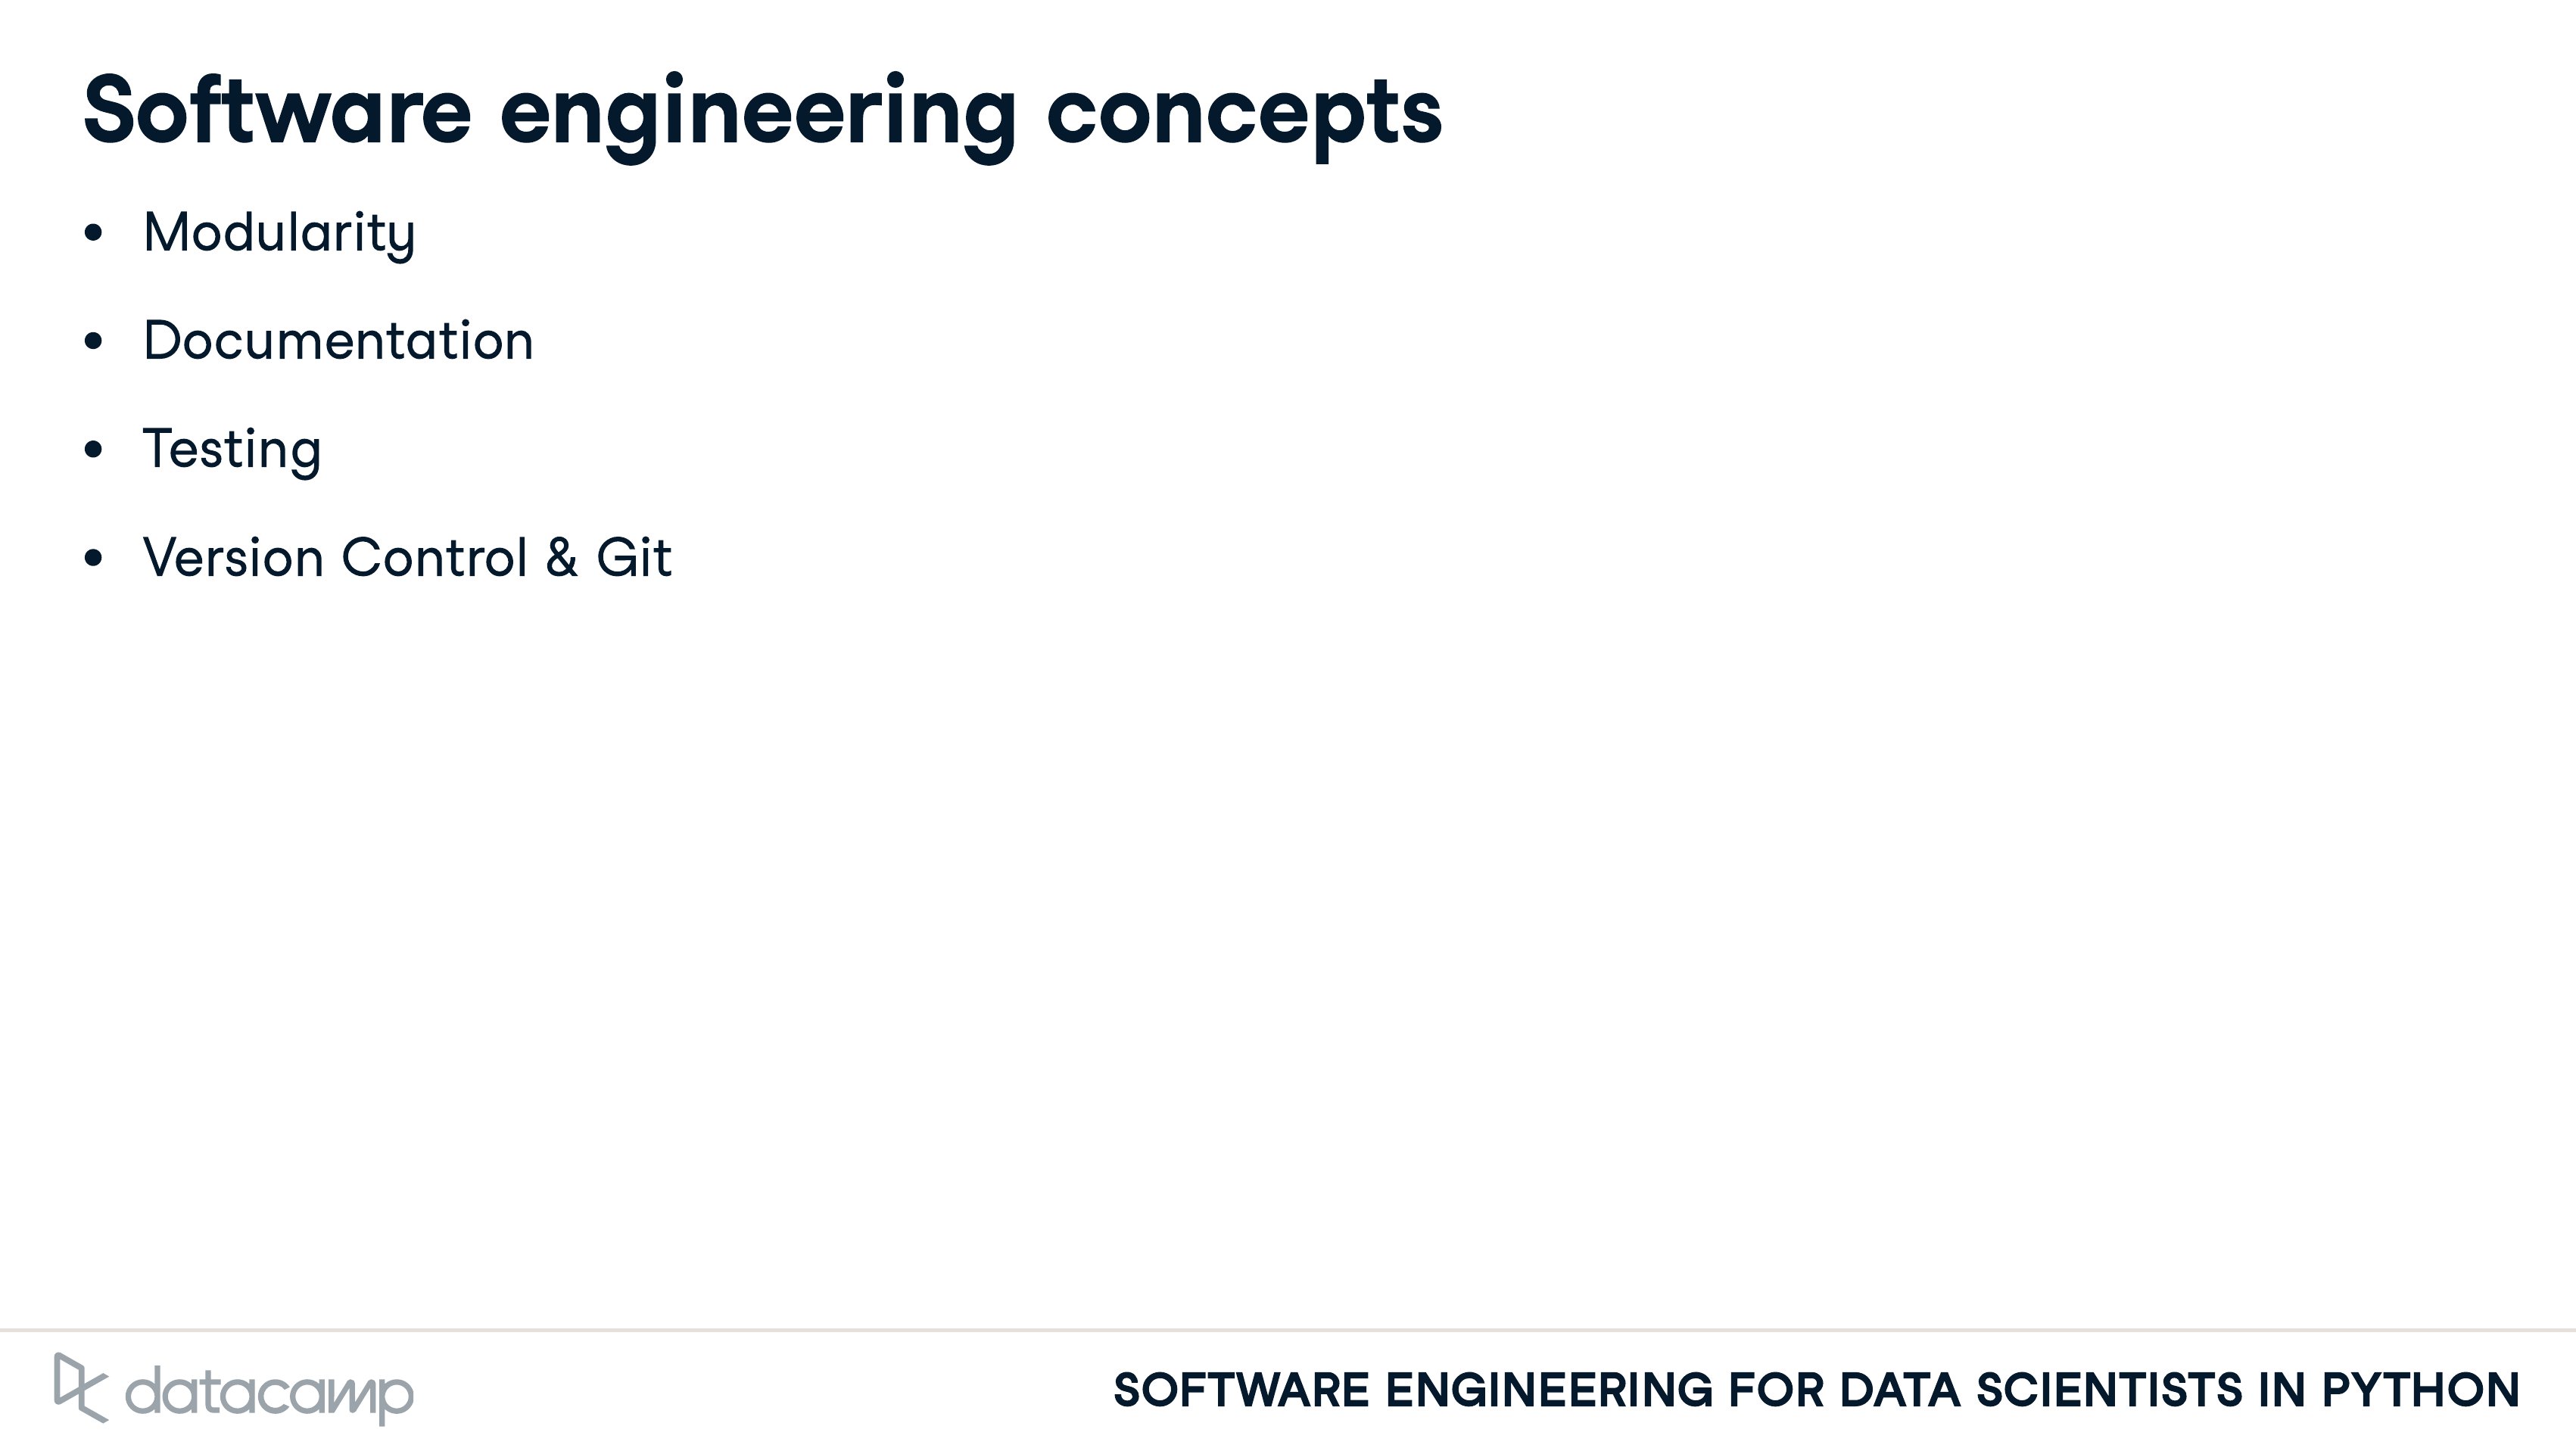 Software engineering concepts
• Modularity
• Documentation
• Testing
• Version Control & Git
datacamp
SOFTWARE ENGINEERING FOR DATA SCIENTISTS IN PYTHON